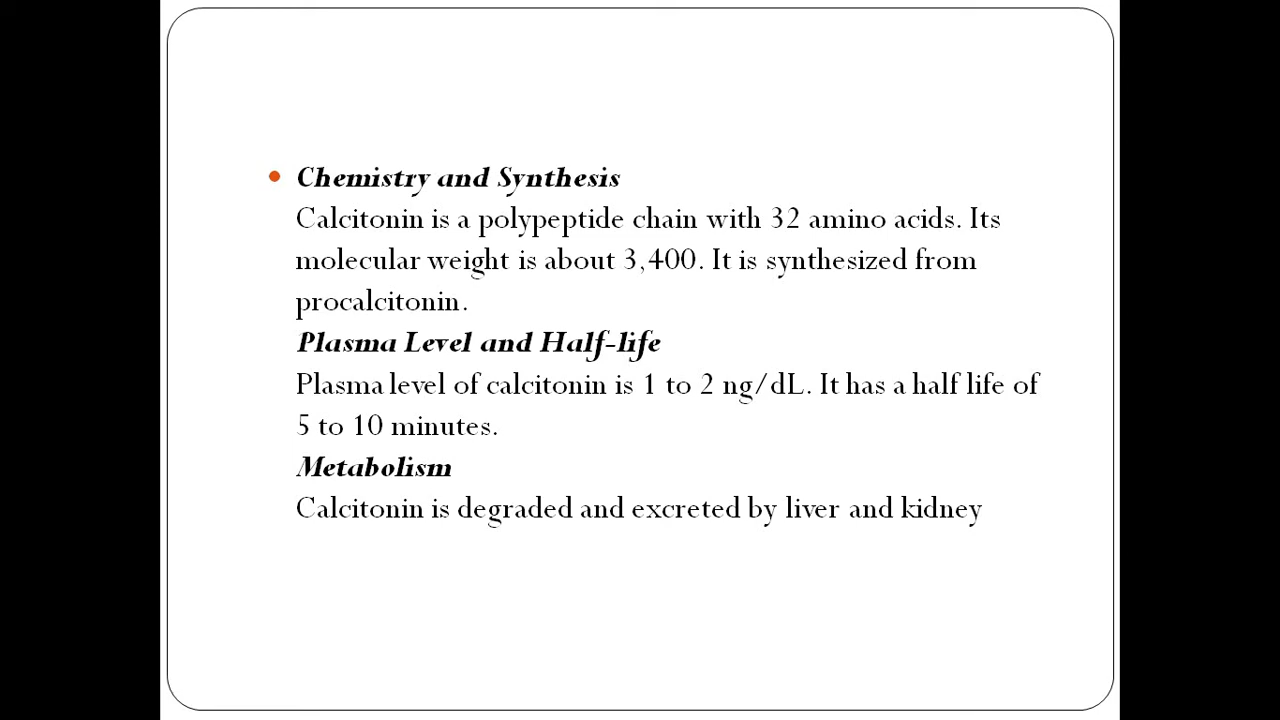 Chemistry and Synthesis
Calcitonin is a polypeptide chain with 32 amino acids. Its
molecular weight is about 3,400. It is synthesized from
procalcitonin.
Plasma Level and Half-life
Plasma level of calcitonin is 1 to 2 ng/dL. It has a half life of
5 to 10 minutes.
Metabolism
Calcitonin is degraded and excreted by liver and kidney